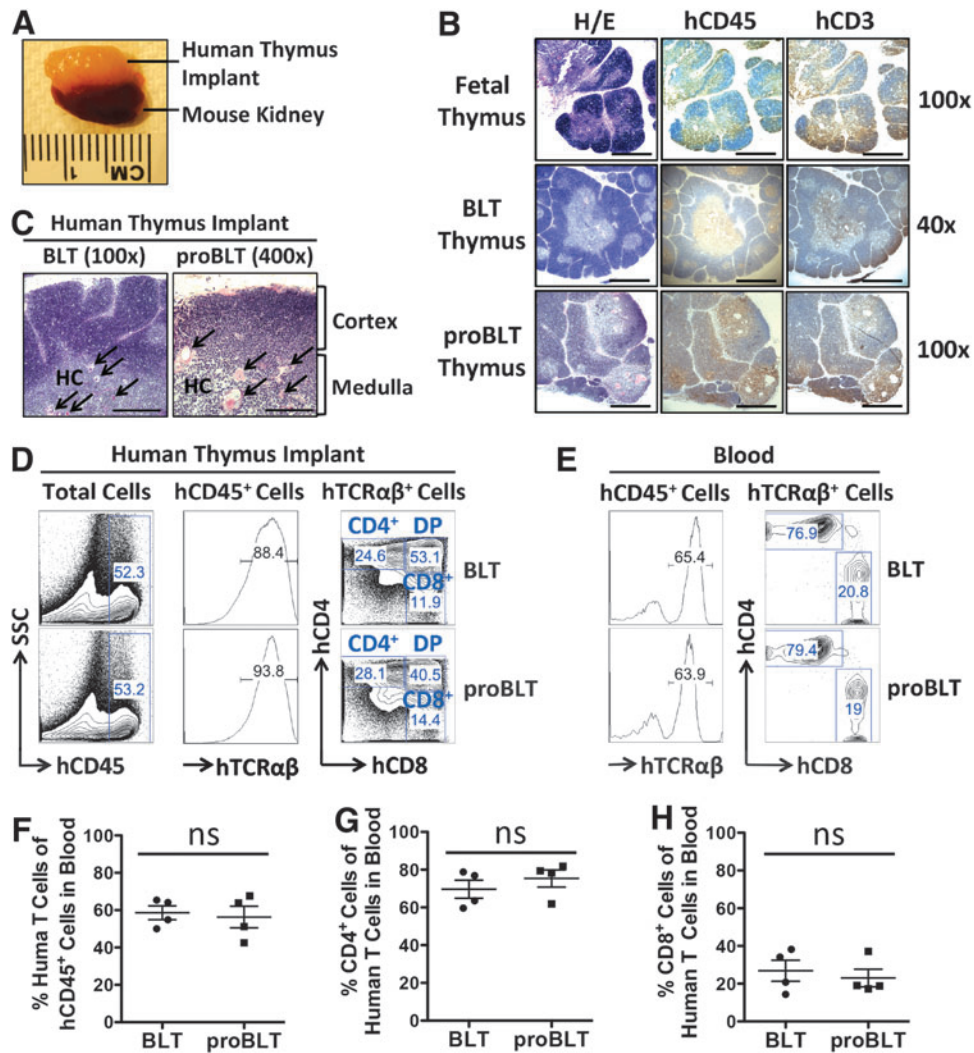 A
Human Thymus
Implant
Mouse Kidney
1
CM
B
H/E
hCD45
hCD3
Fetal
Thymus
100x
BLT
Thymus
40x
proBLT
Thymus
100x
C
Human Thymus Implant
BLT (100x)
proBLT (400x)
HC
HC
Cortex
Medulla
D
Human Thymus Implant
Total Cells
hCD45⁺ Cells
hTCRαβ⁺ Cells
52.3
88.4
CD4⁺
DP
24.6
53.1
CD8⁺
11.9
BLT
53.2
93.8
CD4⁺
DP
28.1
40.5
CD8⁺
14.4
proBLT
SSC
hCD45
hTCRαβ
hCD4
hCD8
E
Blood
hCD45⁺ Cells
hTCRαβ⁺ Cells
65.4
76.9
20.8
BLT
63.9
79.4
19
proBLT
hTCRαβ
hCD4
hCD8
F
% Huma T Cells of
hCD45⁺ Cells in Blood
100
80
60
40
20
0
ns
BLT
proBLT
G
% CD4⁺ Cells of
Human T Cells in Blood
100
80
60
40
20
0
ns
BLT
proBLT
H
% CD8⁺ Cells of
Human T Cells in Blood
100
80
60
40
20
0
ns
BLT
proBLT